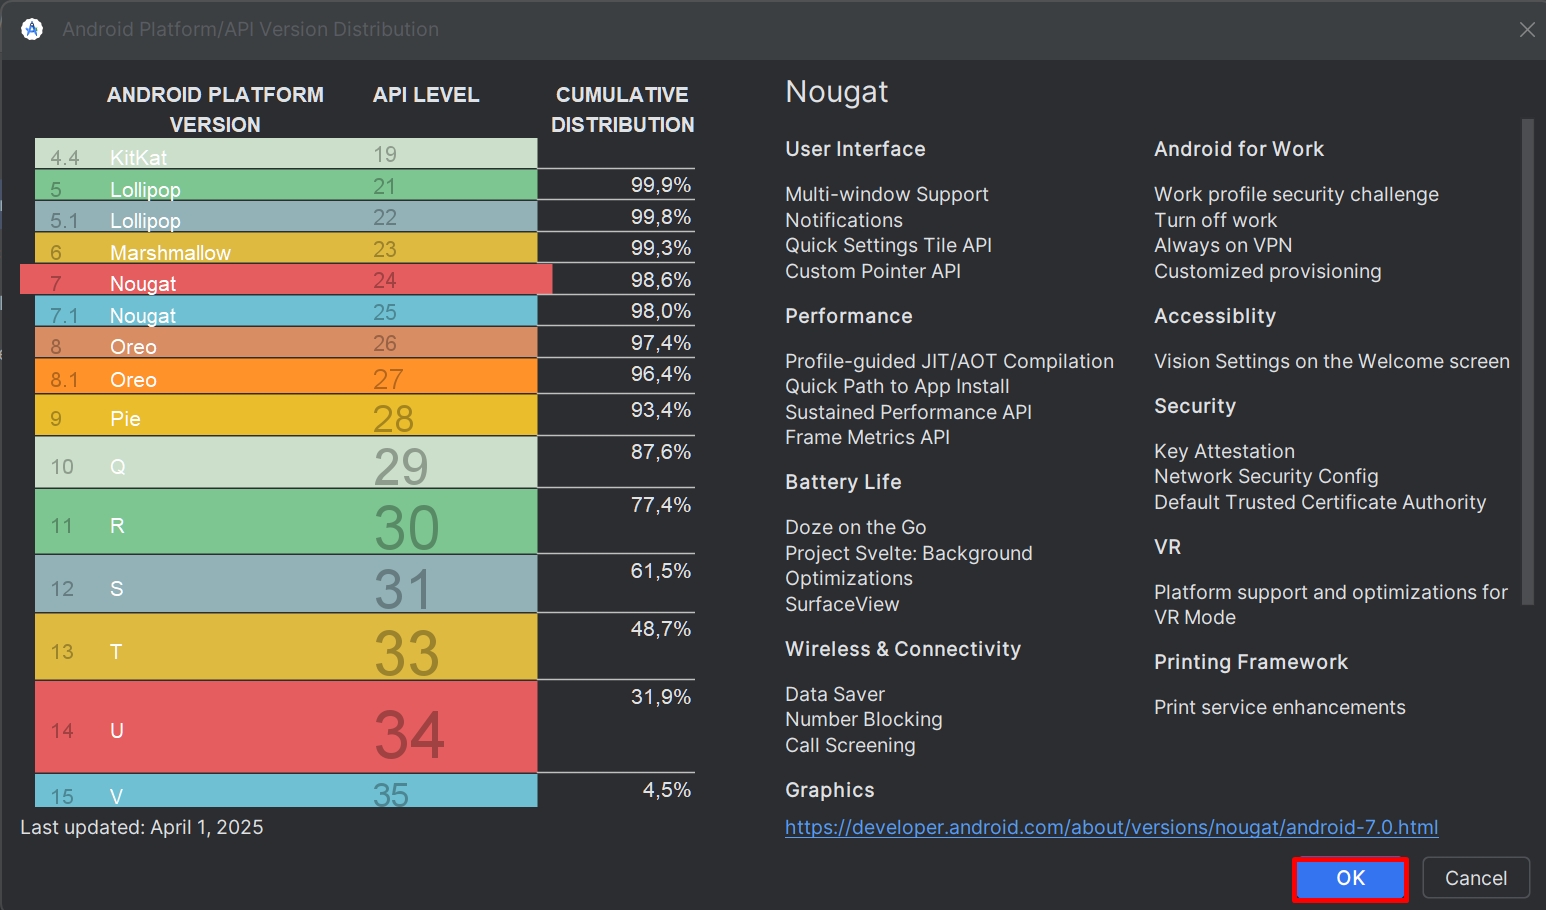 Android Platform/API Version Distribution
ANDROID PLATFORM VERSION API LEVEL CUMULATIVE DISTRIBUTION
4.4 KitKat 19
5 Lollipop 21 99,9%
5.1 Lollipop 22 99,8%
6 Marshmallow 23 99,3%
7 Nougat 24 98,6%
7.1 Nougat 25 98,0%
8 Oreo 26 97,4%
8.1 Oreo 27 96,4%
9 Pie 28 93,4%
10 Q 29 87,6%
11 R 30 77,4%
12 S 31 61,5%
13 T 33 48,7%
14 U 34 31,9%
15 V 35 4,5%
Last updated: April 1, 2025
Nougat
User Interface
Multi-window Support
Notifications
Quick Settings Tile API
Custom Pointer API
Performance
Profile-guided JIT/AOT Compilation
Quick Path to App Install
Sustained Performance API
Frame Metrics API
Battery Life
Doze on the Go
Project Svelte: Background
Optimizations
SurfaceView
Wireless & Connectivity
Data Saver
Number Blocking
Call Screening
Graphics
Android for Work
Work profile security challenge
Turn off work
Always on VPN
Customized provisioning
Accessiblity
Vision Settings on the Welcome screen
Security
Key Attestation
Network Security Config
Default Trusted Certificate Authority
VR
Platform support and optimizations for
VR Mode
Printing Framework
Print service enhancements
https://developer.android.com/about/versions/nougat/android-7.0.html
OK
Cancel